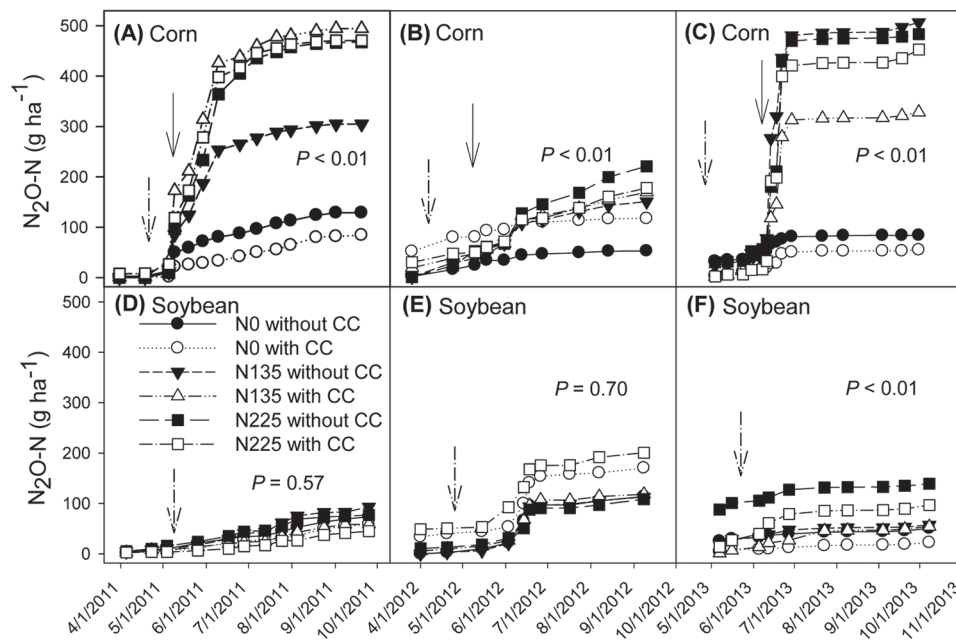 (A) Corn
(B) Corn
(C) Corn
500
400
300
200
100
0
N₂O-N (g ha⁻¹)
P < 0.01
P < 0.01
P < 0.01
(D) Soybean
(E) Soybean
(F) Soybean
500
400
300
200
100
0
N₂O-N (g ha⁻¹)
N0 without CC
N0 with CC
N135 without CC
N135 with CC
N225 without CC
N225 with CC
P = 0.57
P = 0.70
P < 0.01
4/1/2011
5/1/2011
6/1/2011
7/1/2011
8/1/2011
9/1/2011
10/1/2011
4/1/2012
5/1/2012
6/1/2012
7/1/2012
8/1/2012
9/1/2012
10/1/2012
5/1/2013
6/1/2013
7/1/2013
8/1/2013
9/1/2013
10/1/2013
11/1/2013